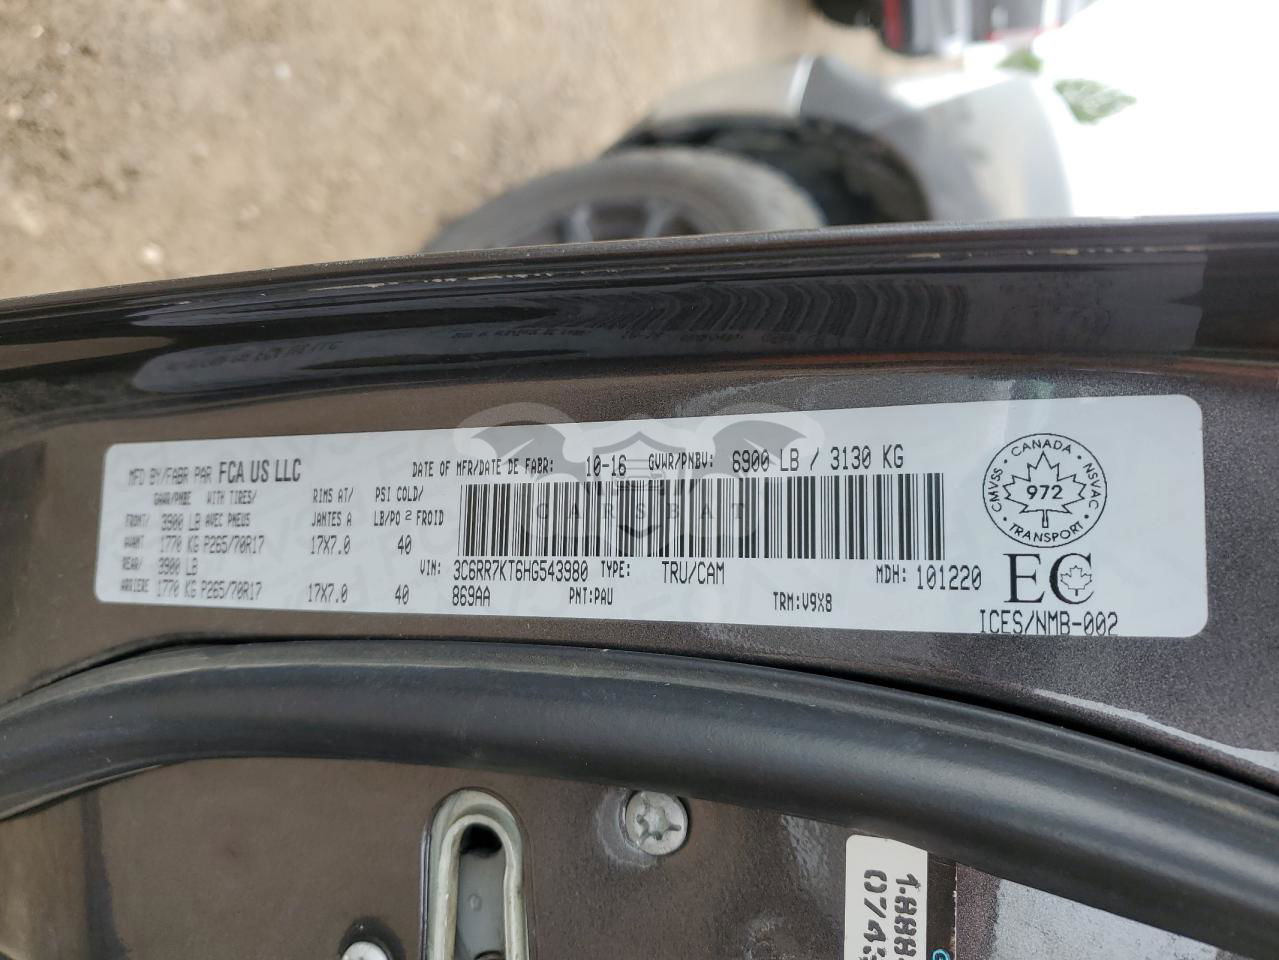 MFD BY/FABR PAR FCA US LLC
DATE OF MFR/DATE DE FABR: 10-16 GVWR/PNBV: 6900 LB / 3130 KG
GAWR/PNBE WITH TIRES/ RIMS AT/ PSI COLD/
FRONT/ 3900 LB AVEC PNEUS JANTES A LB/PO 2 FROID
AVANT 1770 KG P265/70R17 17X7.0 40
REAR/ 3900 LB
ARRIERE 1770 KG P265/70R17 17X7.0 40
CARSBAT
VIN: 3C6RR7KT6HG543980 TYPE: TRU/CAM MDH: 101220
869AA PNT:PAU TRM:V9X8
CANADA
CMVSS 972 NSVAC
TRANSPORT
EC
ICES/NMB-002
1.888
074